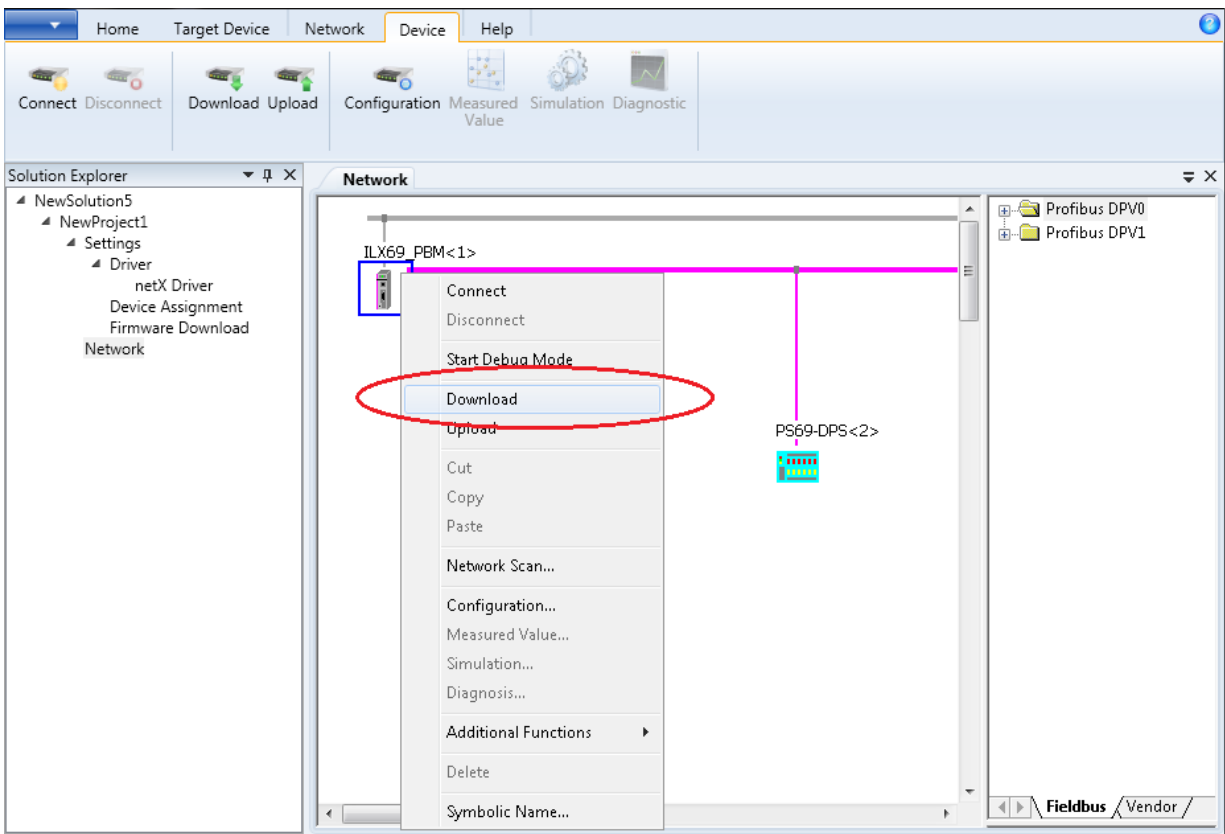 Home Target Device Network Device Help
Connect Disconnect Download Upload Configuration Measured Value Simulation Diagnostic
Solution Explorer
NewSolution5
NewProject1
Settings
Driver
netX Driver
Device Assignment
Firmware Download
Network
Network
ILX69_PBM<1>
Connect
Disconnect
Start Debug Mode
Download
Upload
Cut
Copy
Paste
Network Scan...
Configuration...
Measured Value...
Simulation...
Diagnosis...
Additional Functions
Delete
Symbolic Name...
PS69-DPS<2>
Profibus DPV0
Profibus DPV1
Fieldbus Vendor